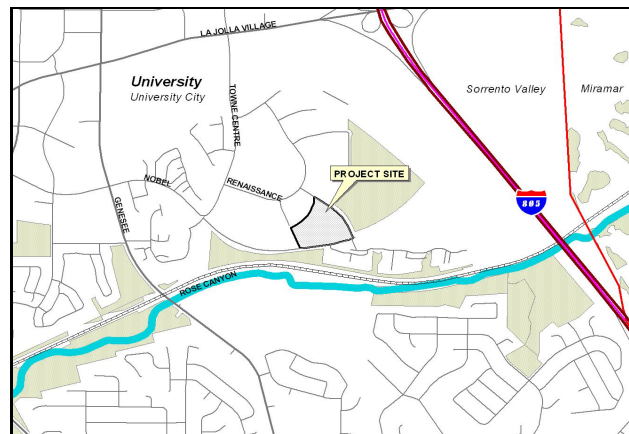 LA JOLLA VILLAGE
University
University City
TOWNE CENTRE
Sorrento Valley
Miramar
PROJECT SITE
NOBEL
RENAISSANCE
GENESEE
805
ROSE CANYON